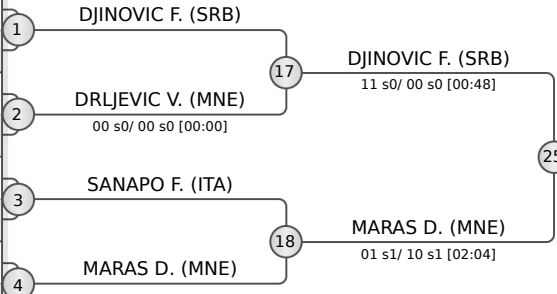 DJINOVIC F. (SRB)
1
17
DJINOVIC F. (SRB)
11 s0/ 00 s0 [00:48]
DRLJEVIC V. (MNE)
2
00 s0/ 00 s0 [00:00]
25
SANAPO F. (ITA)
3
18
MARAS D. (MNE)
01 s1/ 10 s1 [02:04]
MARAS D. (MNE)
4